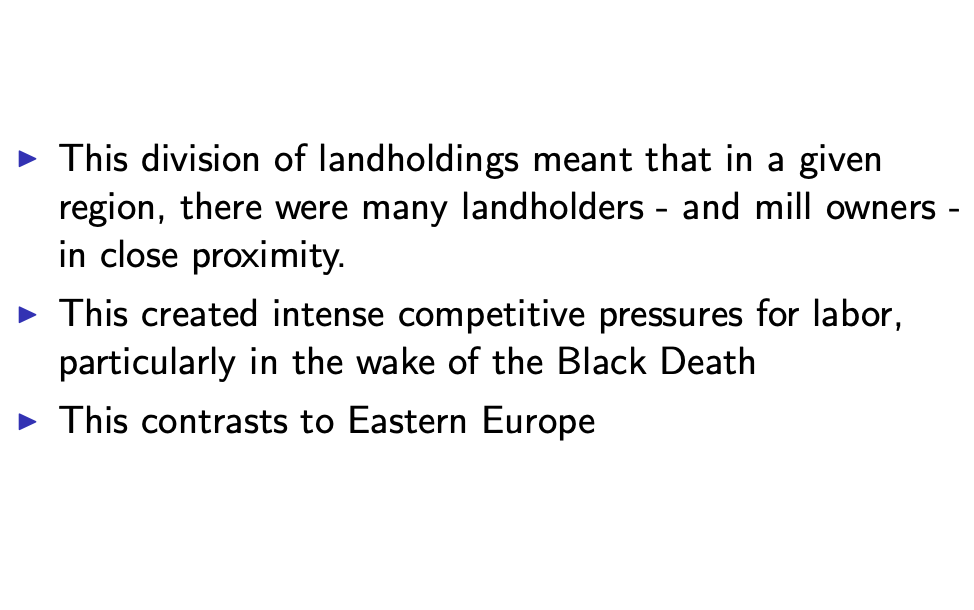 This division of landholdings meant that in a given
region, there were many landholders - and mill owners -
in close proximity.
This created intense competitive pressures for labor,
particularly in the wake of the Black Death
This contrasts to Eastern Europe